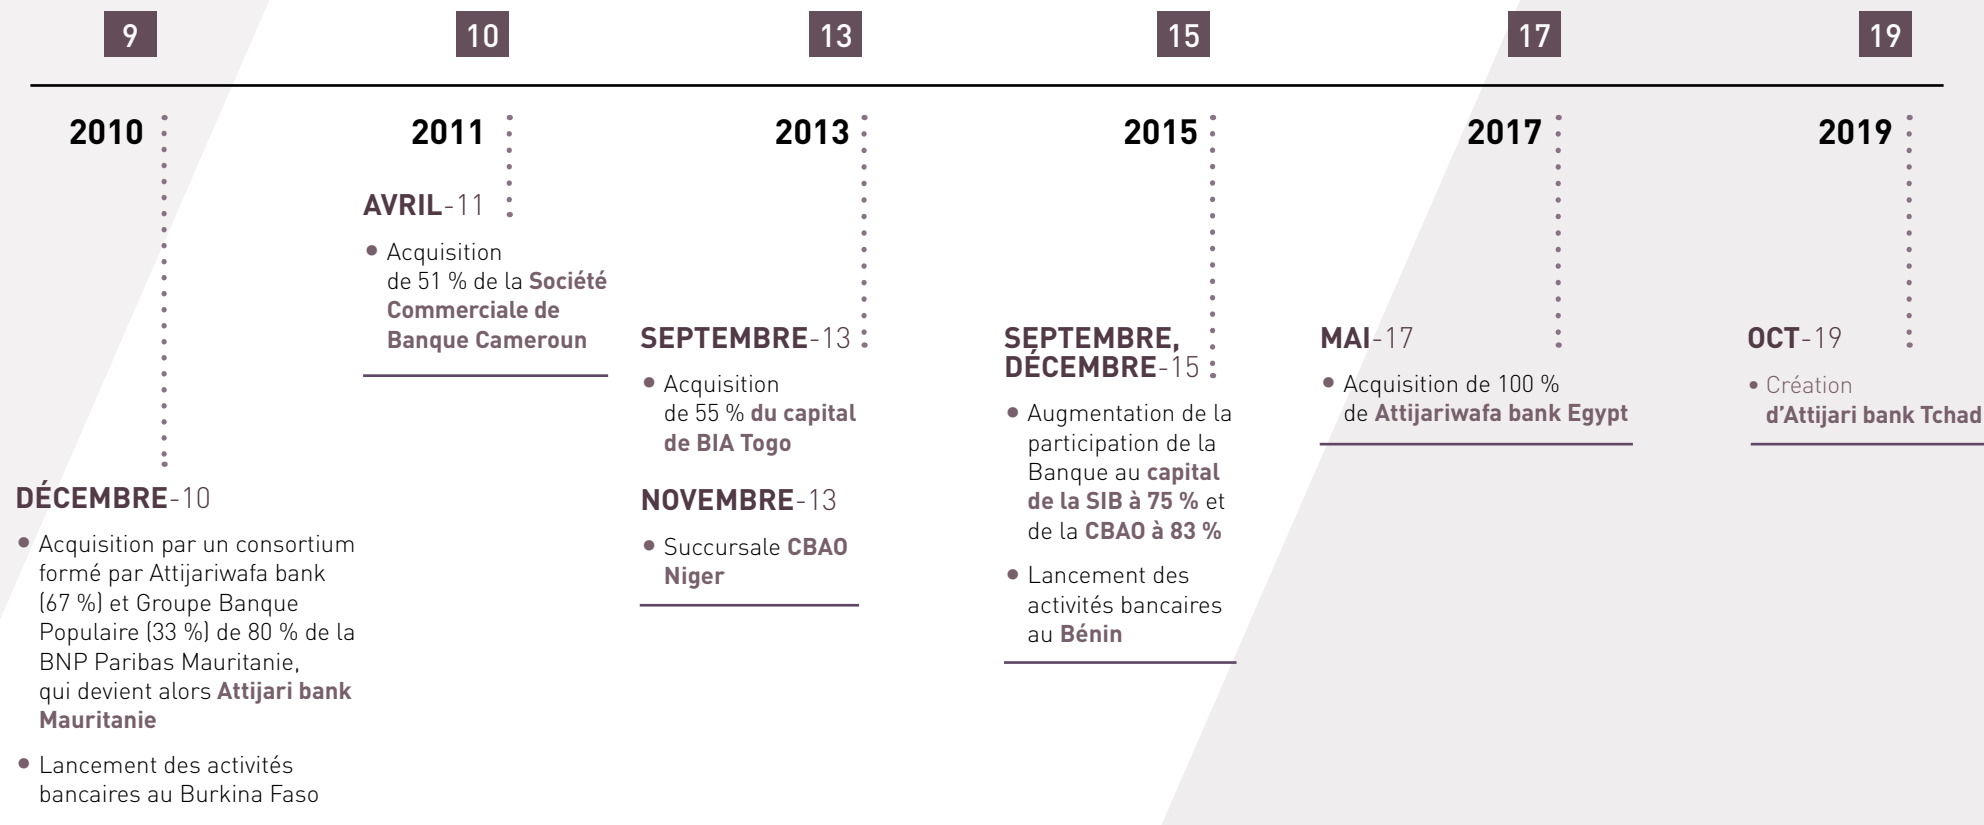 9
10
13
15
17
19
2010
2011
2013
2015
2017
2019
DÉCEMBRE-10
• Acquisition par un consortium
formé par Attijariwafa bank
(67 %) et Groupe Banque
Populaire (33 %) de 80 % de la
BNP Paribas Mauritanie,
qui devient alors Attijari bank
Mauritanie
• Lancement des activités
bancaires au Burkina Faso
AVRIL-11
• Acquisition
de 51 % de la Société
Commerciale de
Banque Cameroun
SEPTEMBRE-13
• Acquisition
de 55 % du capital
de BIA Togo
NOVEMBRE-13
• Succursale CBAO
Niger
SEPTEMBRE,
DÉCEMBRE-15
• Augmentation de la
participation de la
Banque au capital
de la SIB à 75 % et
de la CBAO à 83 %
• Lancement des
activités bancaires
au Bénin
MAI-17
• Acquisition de 100 %
de Attijariwafa bank Egypt
OCT-19
• Création
d’Attijari bank Tchad